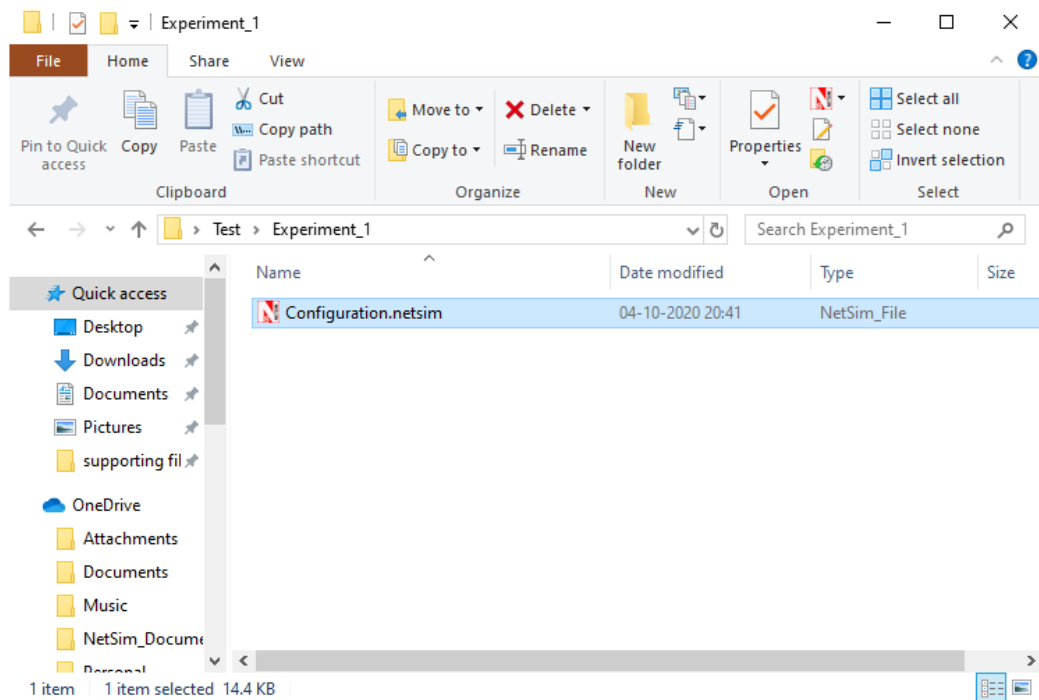 Experiment_1
File Home Share View
Pin to Quick access
Copy
Paste
Cut
Copy path
Paste shortcut
Clipboard
Move to
Copy to
Delete
Rename
Organize
New folder
New
Properties
Open
Select all
Select none
Invert selection
Select
Test > Experiment_1
Search Experiment_1
Name Date modified Type Size
Configuration.netsim 04-10-2020 20:41 NetSim_File
Quick access
Desktop
Downloads
Documents
Pictures
supporting fil
OneDrive
Attachments
Documents
Music
NetSim_Docume
Personal
1 item 1 item selected 14.4 KB